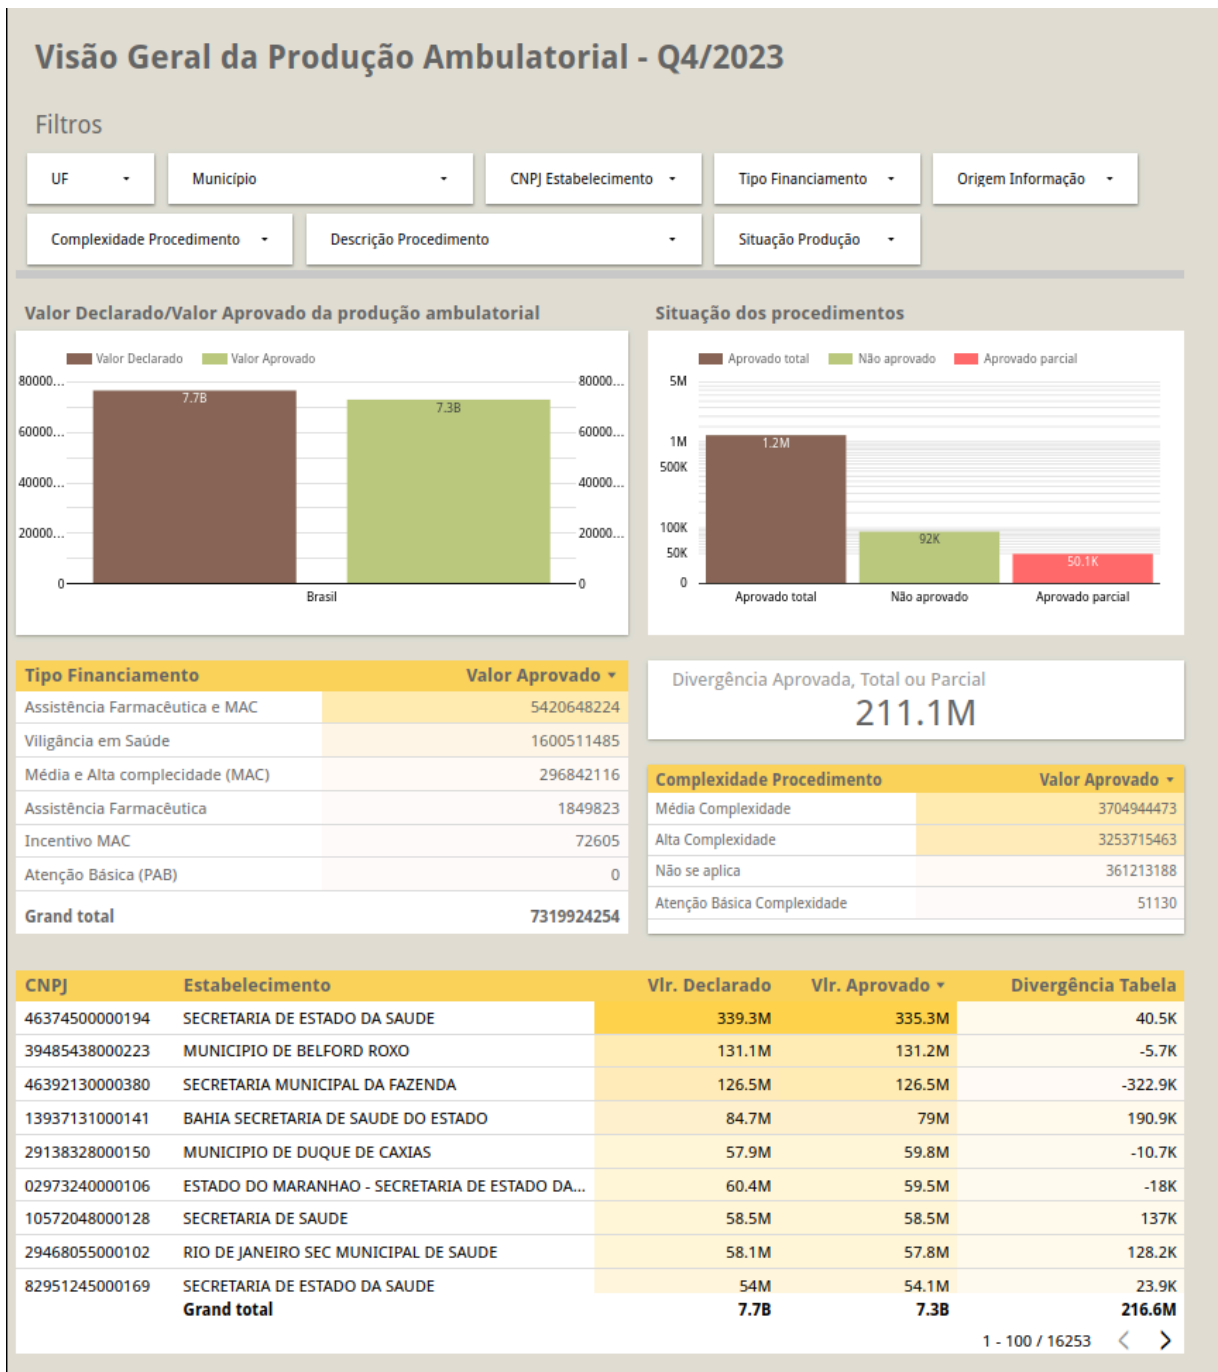 Visão Geral da Produção Ambulatorial - Q4/2023
Filtros
UF
Município
CNPJ Estabelecimento
Tipo Financiamento
Origem Informação
Complexidade Procedimento
Descrição Procedimento
Situação Produção
Valor Declarado/Valor Aprovado da produção ambulatorial
Valor Declarado Valor Aprovado
80000... 80000...
60000... 60000...
40000... 40000...
20000... 20000...
0 0
7.7B 7.3B
Brasil
Situação dos procedimentos
Aprovado total Não aprovado Aprovado parcial
5M
1M
500K
100K
50K
0
1.2M 92K 50.1K
Aprovado total Não aprovado Aprovado parcial
Tipo Financiamento Valor Aprovado
Assistência Farmacêutica e MAC 5420648224
Viligância em Saúde 1600511485
Média e Alta complecidade (MAC) 296842116
Assistência Farmacêutica 1849823
Incentivo MAC 72605
Atenção Básica (PAB) 0
Grand total 7319924254
Divergência Aprovada, Total ou Parcial
211.1M
Complexidade Procedimento Valor Aprovado
Média Complexidade 3704944473
Alta Complexidade 3253715463
Não se aplica 361213188
Atenção Básica Complexidade 51130
CNPJ Estabelecimento Vlr. Declarado Vlr. Aprovado Divergência Tabela
46374500000194 SECRETARIA DE ESTADO DA SAUDE 339.3M 335.3M 40.5K
39485438000223 MUNICIPIO DE BELFORD ROXO 131.1M 131.2M -5.7K
46392130000380 SECRETARIA MUNICIPAL DA FAZENDA 126.5M 126.5M -322.9K
13937131000141 BAHIA SECRETARIA DE SAUDE DO ESTADO 84.7M 79M 190.9K
29138328000150 MUNICIPIO DE DUQUE DE CAXIAS 57.9M 59.8M -10.7K
02973240000106 ESTADO DO MARANHAO - SECRETARIA DE ESTADO DA... 60.4M 59.5M -18K
10572048000128 SECRETARIA DE SAUDE 58.5M 58.5M 137K
29468055000102 RIO DE JANEIRO SEC MUNICIPAL DE SAUDE 58.1M 57.8M 128.2K
82951245000169 SECRETARIA DE ESTADO DA SAUDE 54M 54.1M 23.9K
Grand total 7.7B 7.3B 216.6M
1 - 100 / 16253